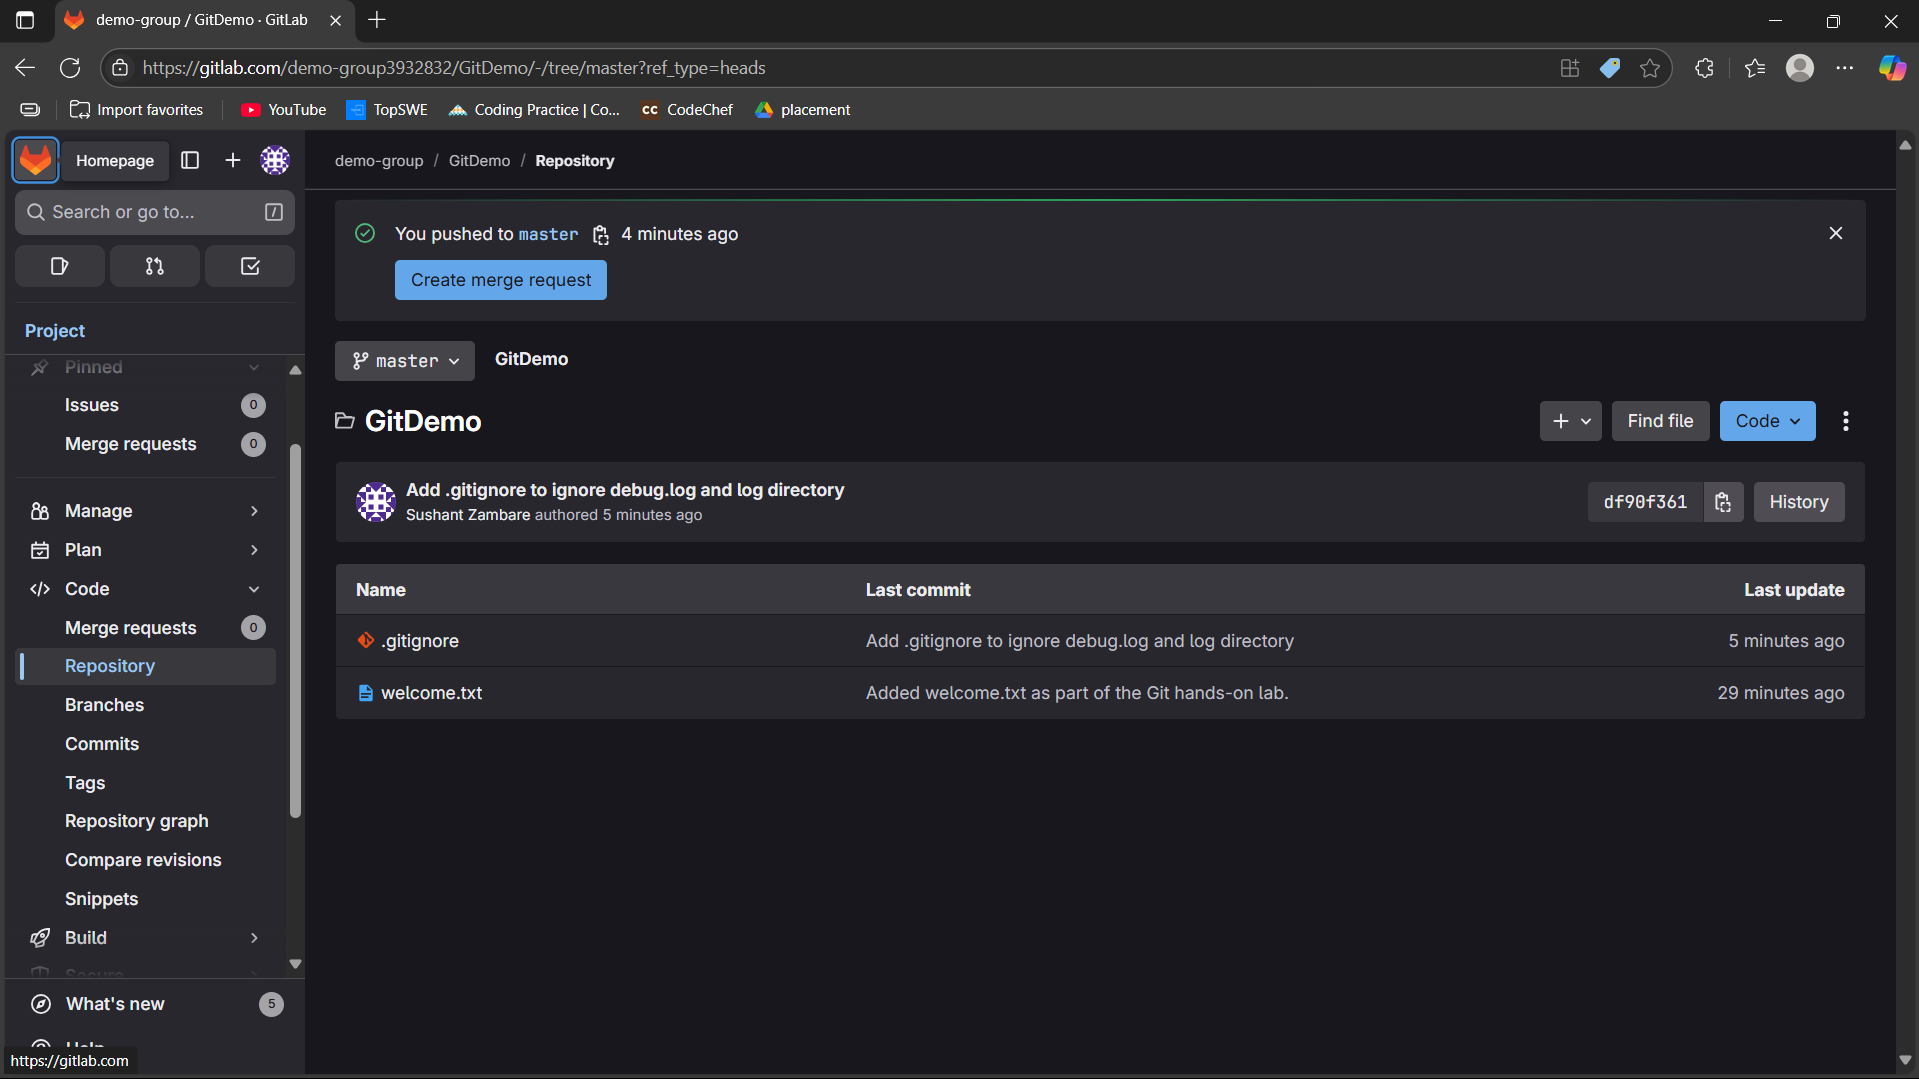 demo-group / GitDemo · GitLab
https://gitlab.com/demo-group3932832/GitDemo/-/tree/master?ref_type=heads
Import favorites
YouTube
TopSWE
Coding Practice | Co...
cc CodeChef
placement
Homepage
demo-group / GitDemo / Repository
Search or go to...
/
You pushed to master 4 minutes ago
Create merge request
Project
master
GitDemo
Pinned
Issues 0
Merge requests 0
GitDemo
Find file
Code
Add .gitignore to ignore debug.log and log directory
Sushant Zambare authored 5 minutes ago
df90f361
History
Manage
Plan
Code
Merge requests 0
Repository
Branches
Commits
Tags
Repository graph
Compare revisions
Snippets
Build
Secure
Name Last commit Last update
.gitignore Add .gitignore to ignore debug.log and log directory 5 minutes ago
welcome.txt Added welcome.txt as part of the Git hands-on lab. 29 minutes ago
What's new 5
Help
https://gitlab.com